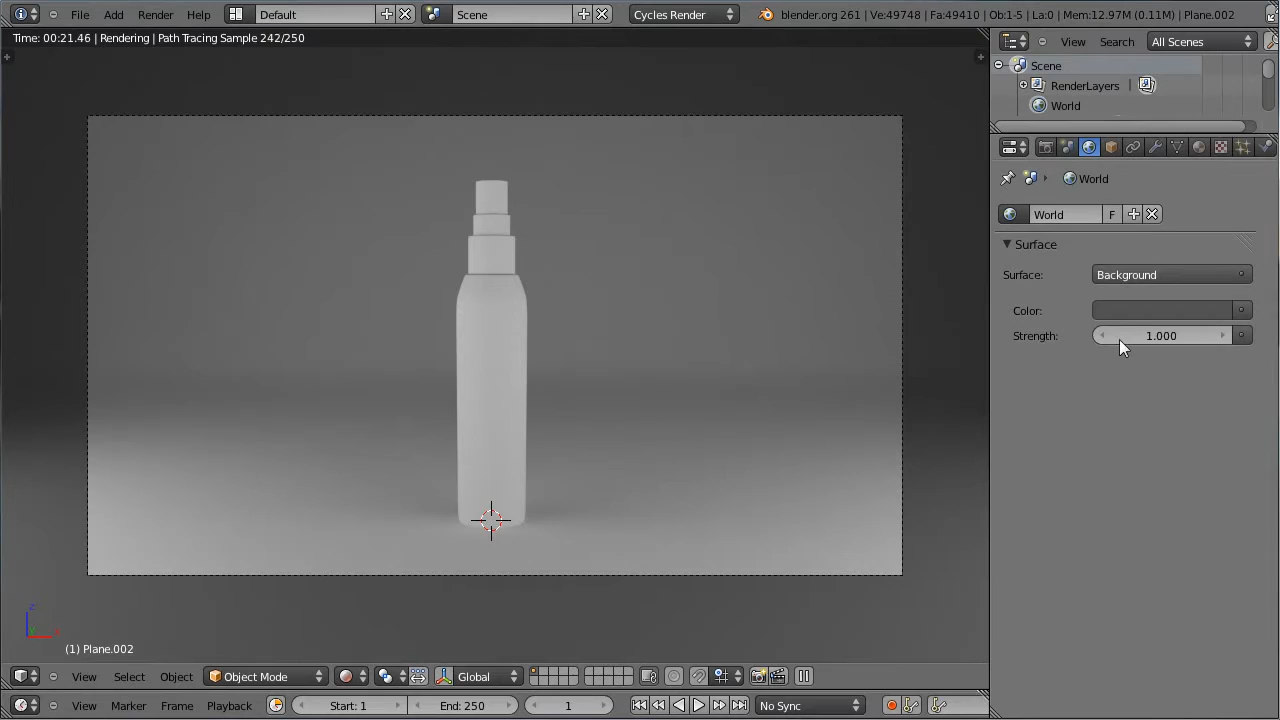 File Add Render Help Default Scene Cycles Render blender.org 261 | Ve:49748 | Fa:49410 | Ob:1-5 | La:0 | Mem:12.97M (0.11M) | Plane.002
Time: 00:21.46 | Rendering | Path Tracing Sample 242/250
View Search All Scenes
Scene
RenderLayers
World
World
World F
Surface
Surface: Background
Color:
Strength: 1.000
z
(1) Plane.002
View Select Object Object Mode Global
View Marker Frame Playback Start: 1 End: 250 1 No Sync